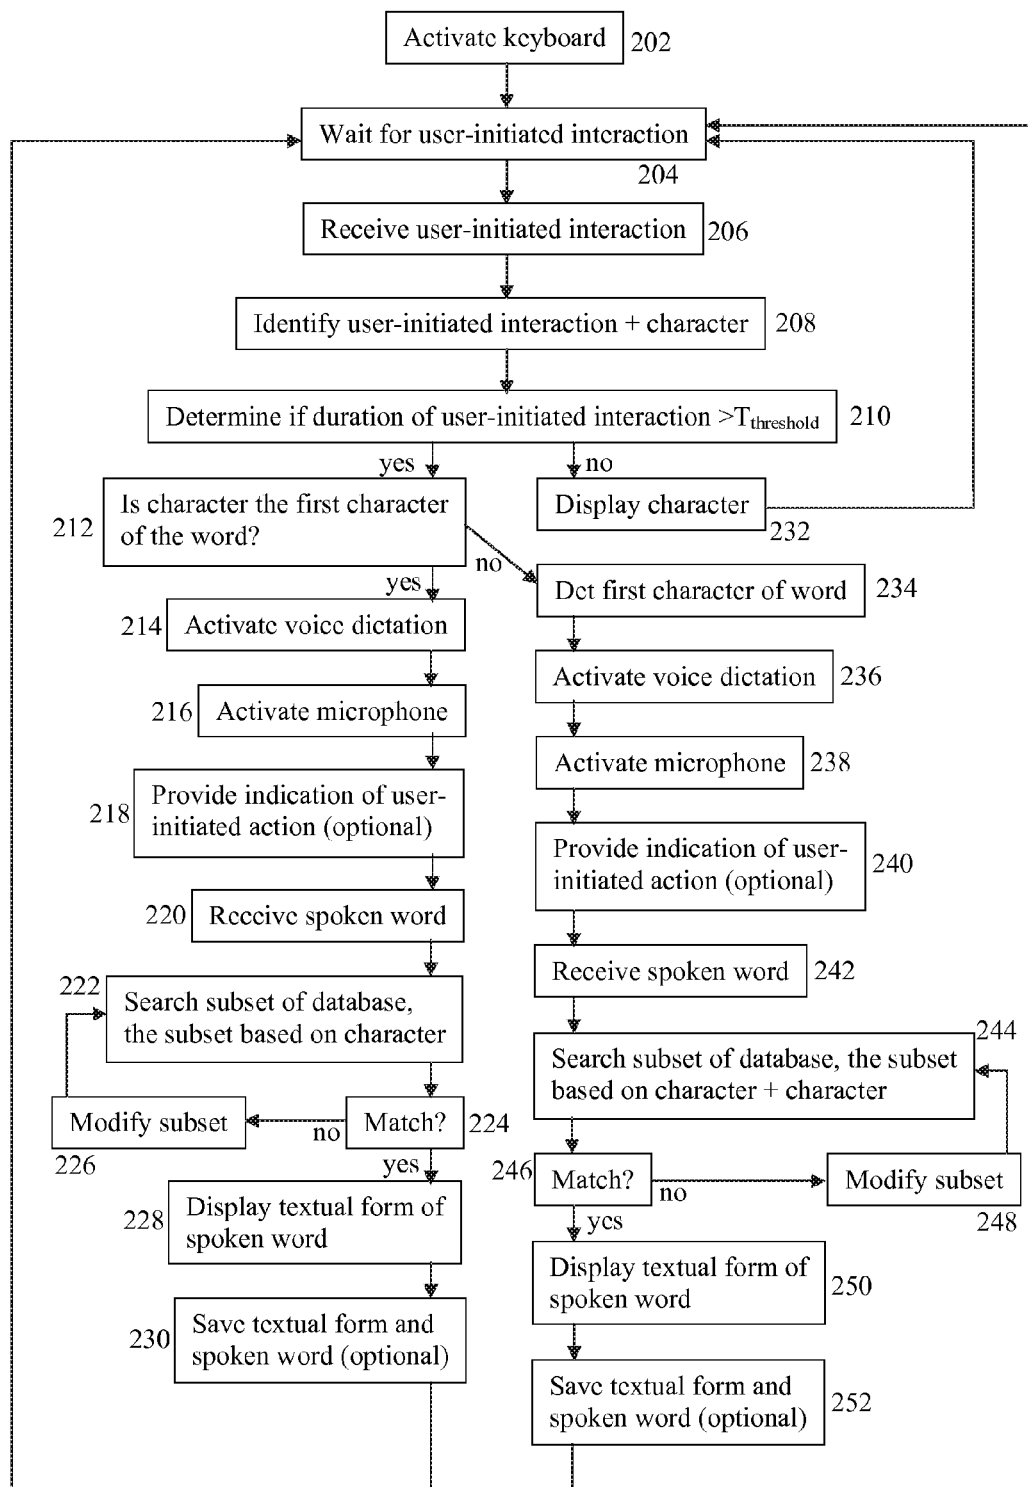 Activate keyboard 202
Wait for user-initiated interaction
204
Receive user-initiated interaction 206
Identify user-initiated interaction + character 208
Determine if duration of user-initiated interaction >Tthreshold 210
yes
no
212
Is character the first character
of the word?
Display character
232
no
yes
Det first character of word 234
214 Activate voice dictation
Activate voice dictation 236
216 Activate microphone
Activate microphone 238
218
Provide indication of user-
initiated action (optional)
Provide indication of user-
initiated action (optional)
240
220 Receive spoken word
Receive spoken word 242
222
Search subset of database,
the subset based on character
244
Search subset of database, the subset
based on character + character
Modify subset
226
no
Match? 224
yes
246 Match?
no
Modify subset
248
yes
228
Display textual form of
spoken word
Display textual form of
spoken word
250
230
Save textual form and
spoken word (optional)
Save textual form and
spoken word (optional)
252